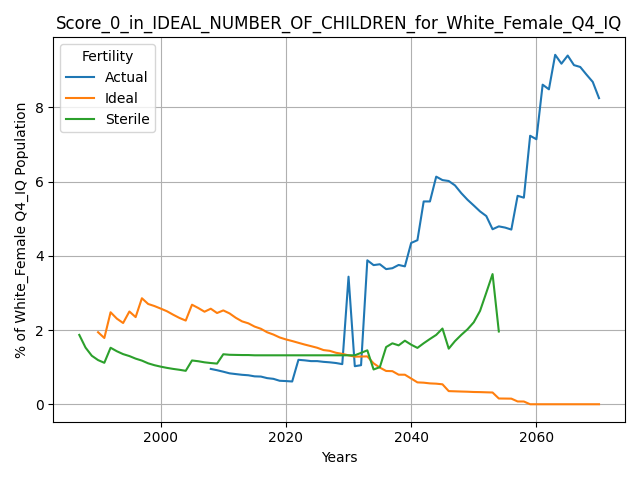 Score_0_in_IDEAL_NUMBER_OF_CHILDREN_for_White_Female_Q4_IQ
Fertility
Actual
Ideal
Sterile
% of White_Female Q4_IQ Population
8
6
4
2
0
2000
2020
2040
2060
Years